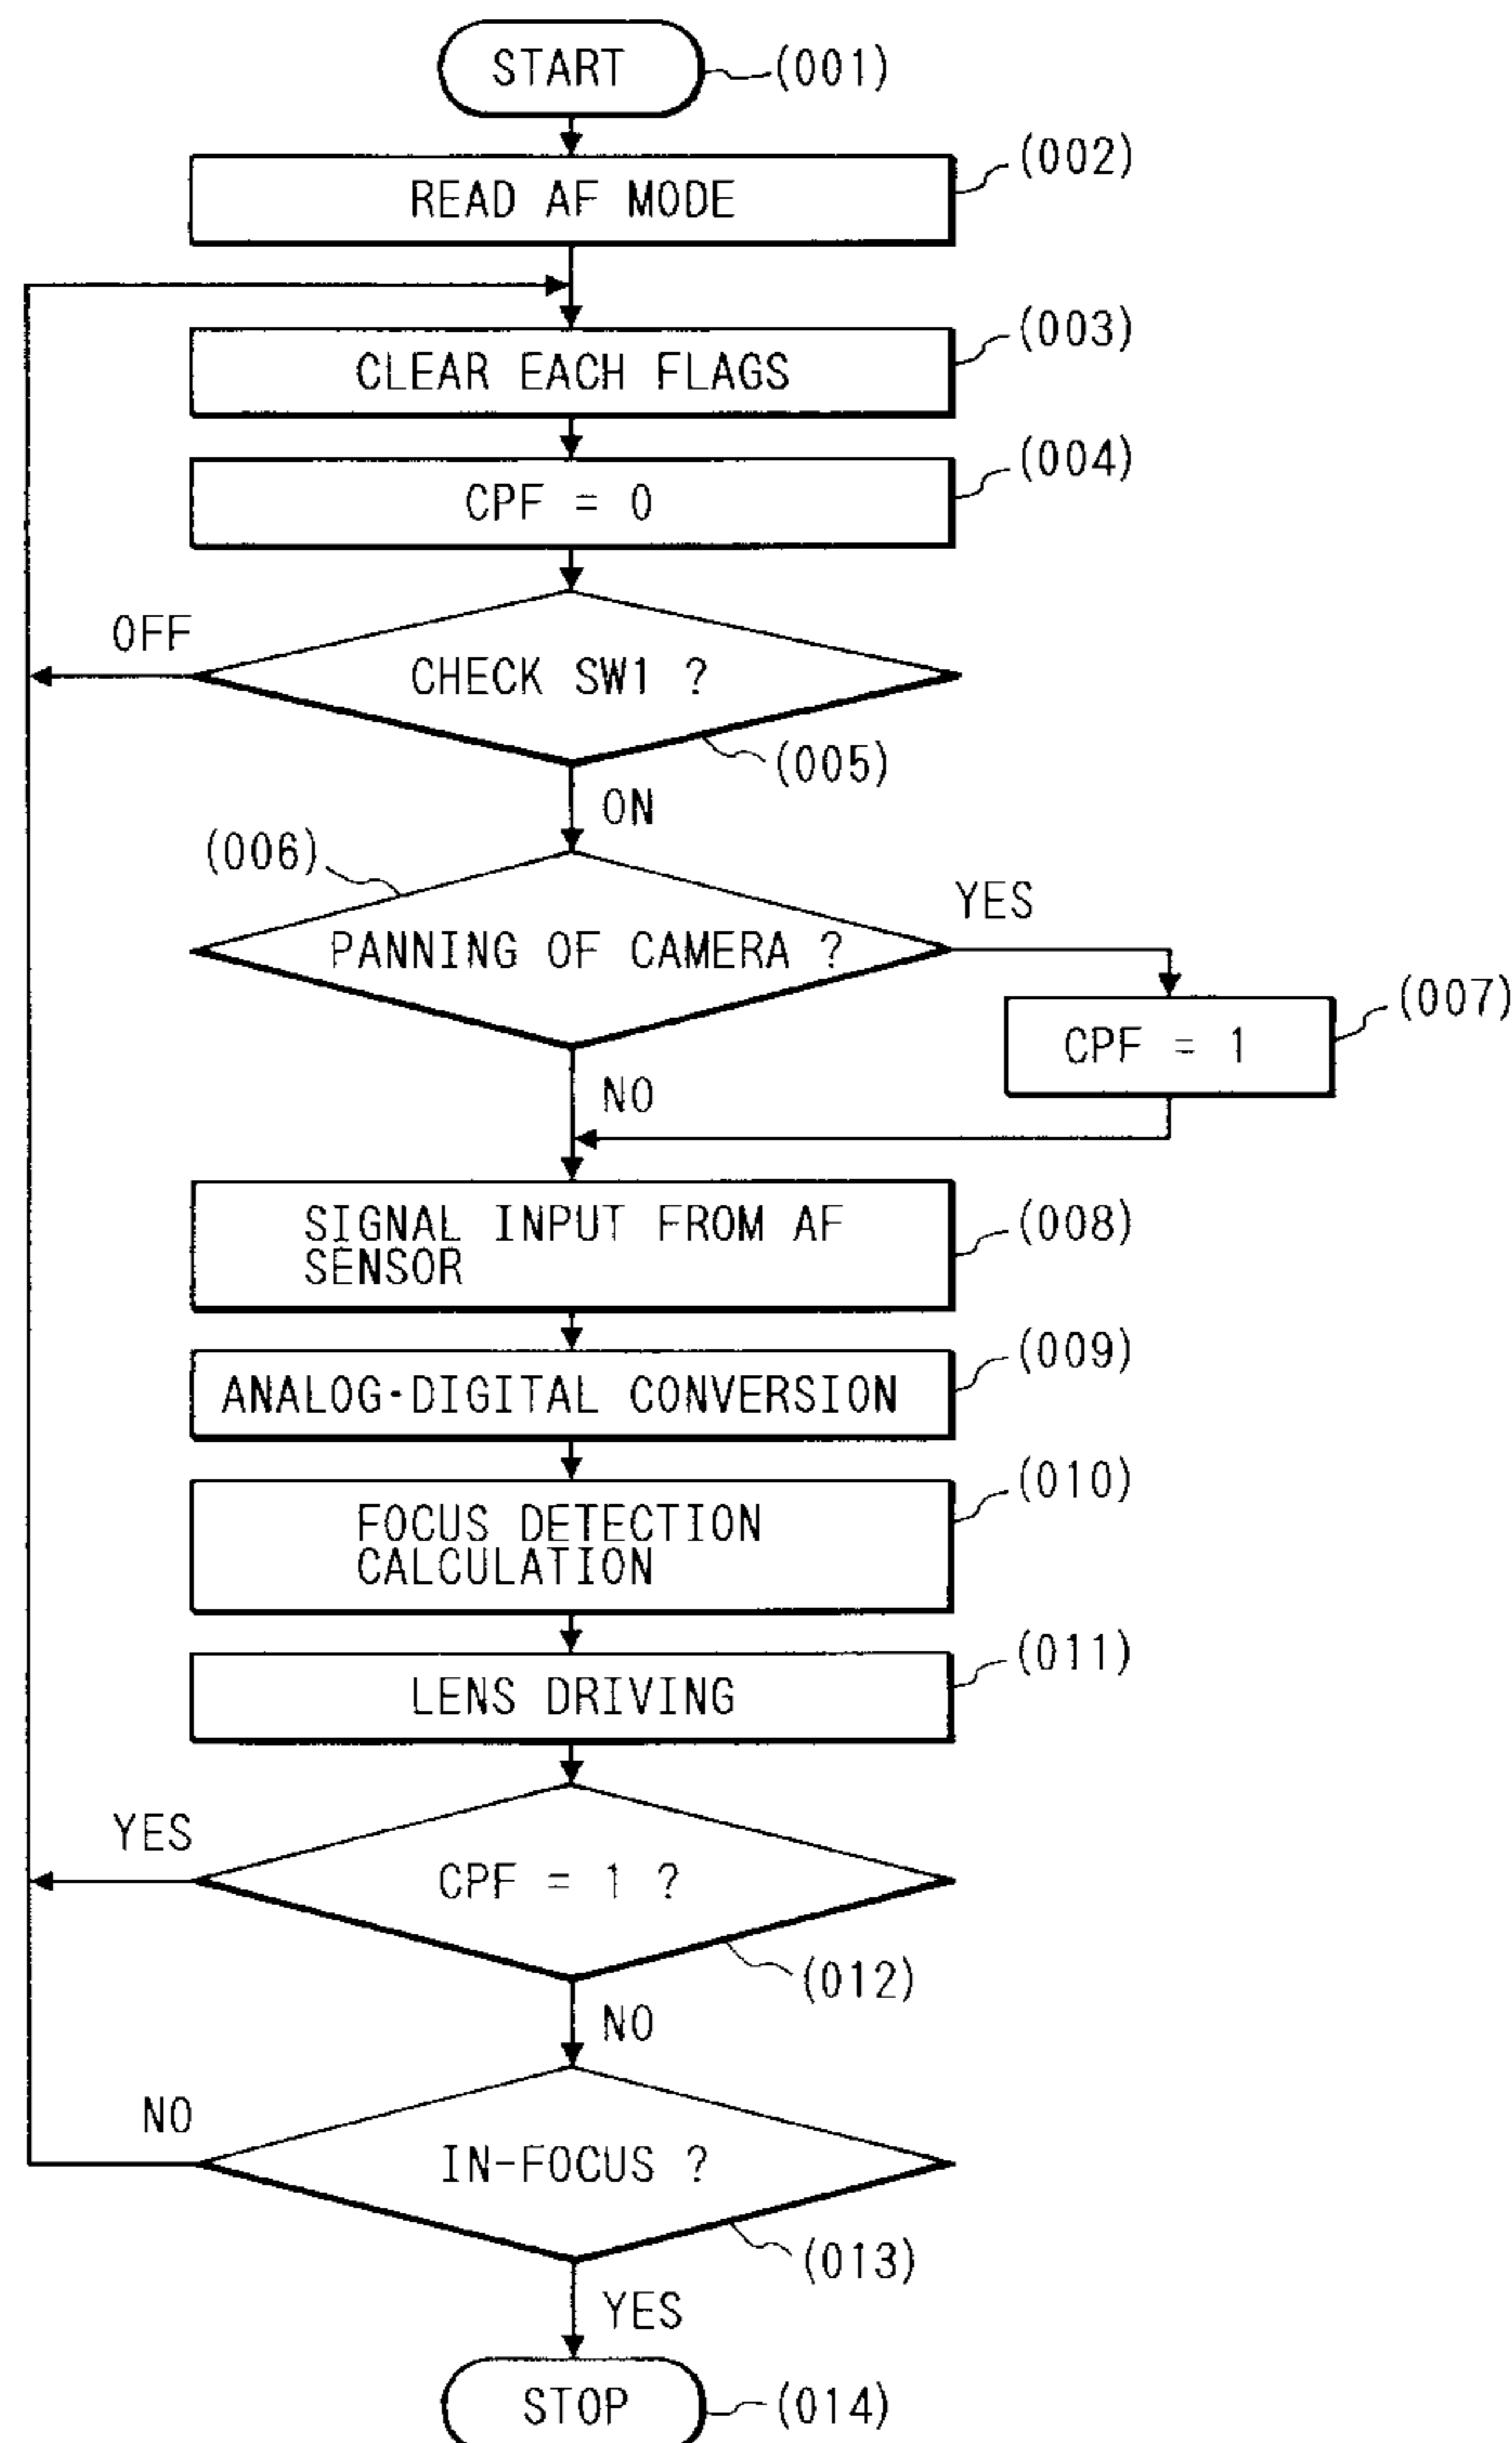 START
(001)
READ AF MODE
(002)
CLEAR EACH FLAGS
(003)
CPF = 0
(004)
OFF
CHECK SW1 ?
(005)
ON
(006)
PANNING OF CAMERA ?
YES
CPF = 1
(007)
NO
SIGNAL INPUT FROM AF
SENSOR
(008)
ANALOG-DIGITAL CONVERSION
(009)
FOCUS DETECTION
CALCULATION
(010)
LENS DRIVING
(011)
YES
CPF = 1 ?
(012)
NO
NO
IN-FOCUS ?
(013)
YES
STOP
(014)